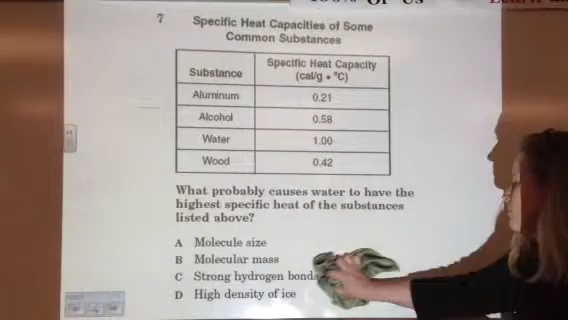 7 Specific Heat Capacities of Some
Common Substances
Substance Specific Heat Capacity
(cal/g • °C)
Aluminum 0.21
Alcohol 0.58
Water 1.00
Wood 0.42
What probably causes water to have the
highest specific heat of the substances
listed above?
A Molecule size
B Molecular mass
C Strong hydrogen bonds
D High density of ice